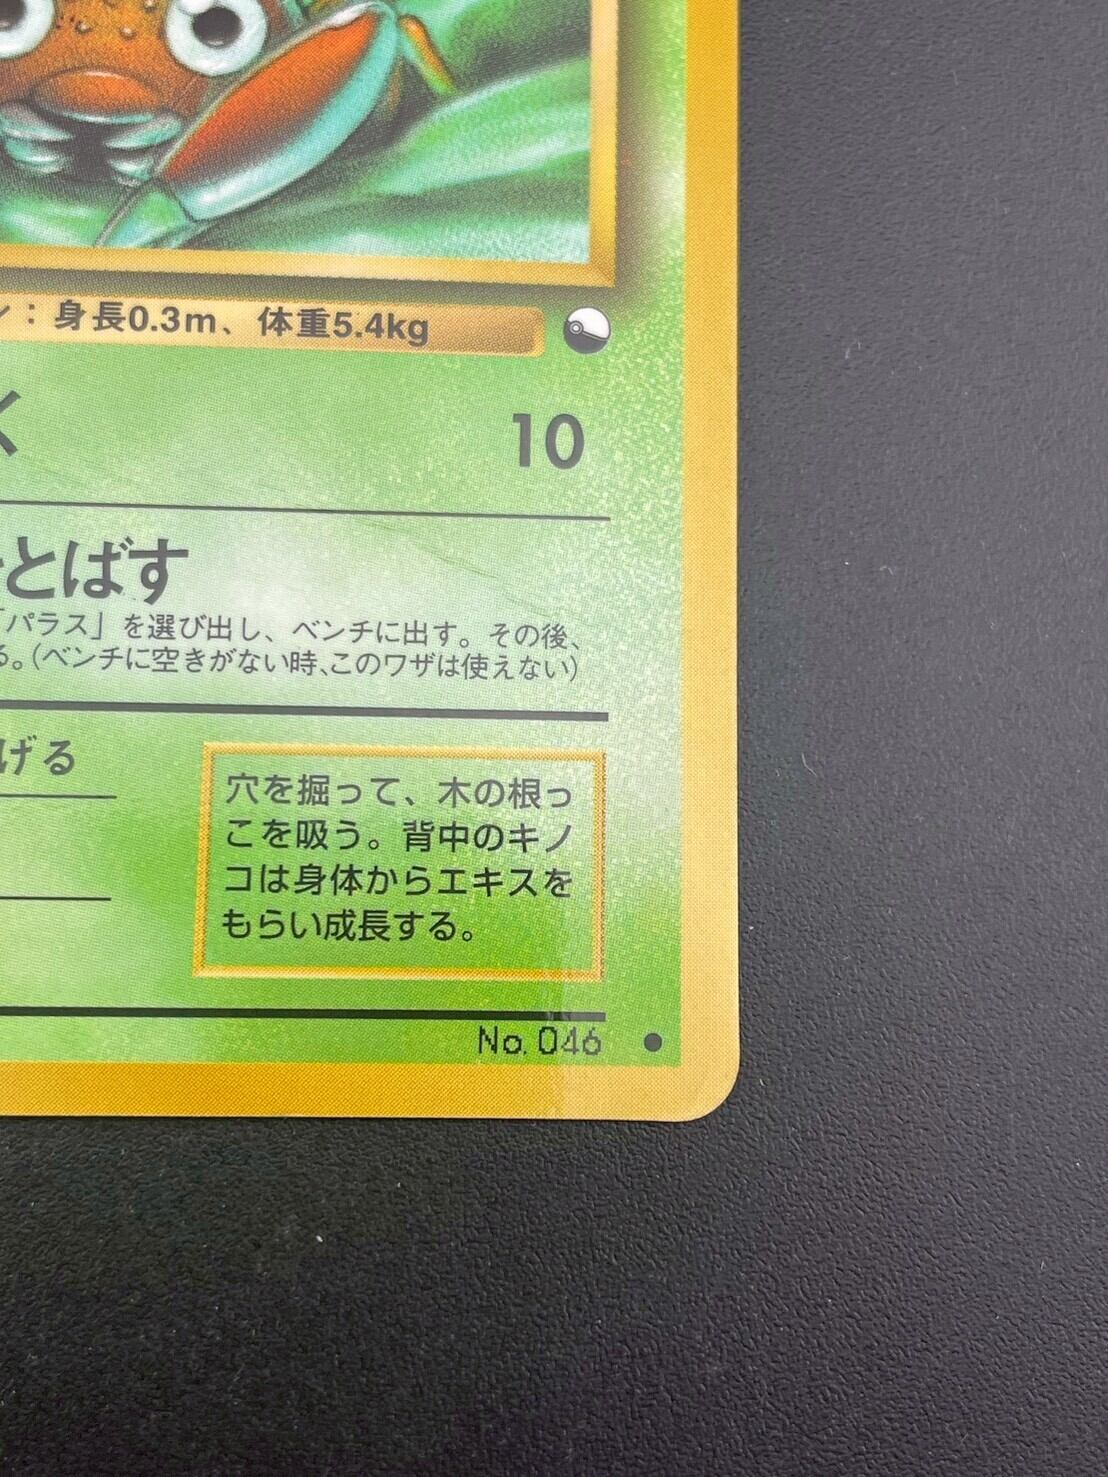 ：身長0.3m、体重5.4kg
く 10
とばす
「パラス」を選び出し、ベンチに出す。その後、
る。(ベンチに空きがない時、このワザは使えない)
げる
穴を掘って、木の根っ
こを吸う。背中のキノ
コは身体からエキスを
もらい成長する。
No. 046 ●